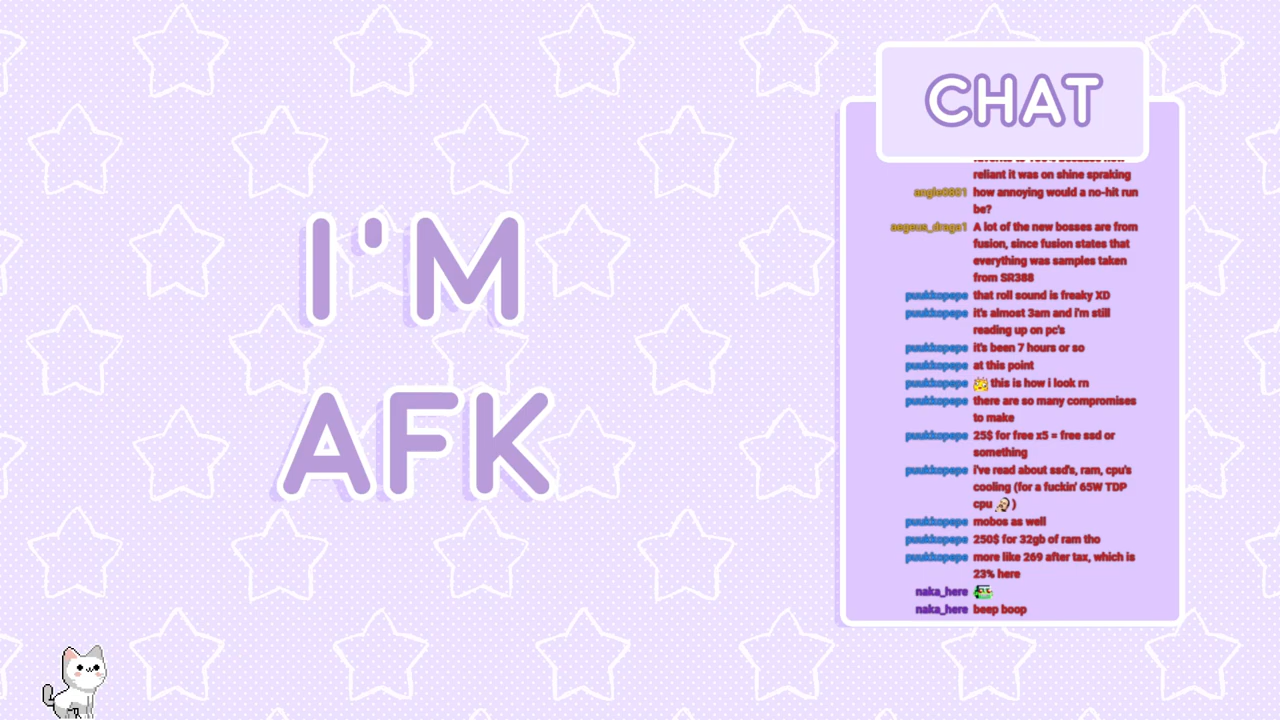 CHAT
reliant it was on shine spraking
angle0801 how annoying would a no-hit run
be?
aegeus_draga1 A lot of the new bosses are from
fusion, since fusion states that
everything was samples taken
from SR388
puukkopepe that roll sound is freaky XD
puukkopepe it's almost 3am and i'm still
reading up on pc's
puukkopepe it's been 7 hours or so
puukkopepe at this point
puukkopepe this is how i look rn
puukkopepe there are so many compromises
to make
puukkopepe 25$ for free x5 = free ssd or
something
puukkopepe i've read about ssd's, ram, cpu's
cooling (for a fuckin' 65W TDP
cpu )
puukkopepe mobos as well
puukkopepe 250$ for 32gb of ram tho
puukkopepe more like 269 after tax, which is
23% here
naka_here
naka_here beep boop
I'M
AFK